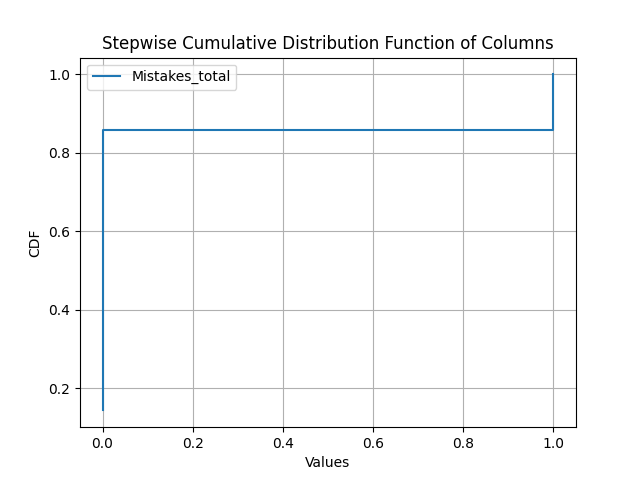 Stepwise Cumulative Distribution Function of Columns
Mistakes_total
1.0
0.8
0.6
0.4
0.2
CDF
0.0 0.2 0.4 0.6 0.8 1.0
Values